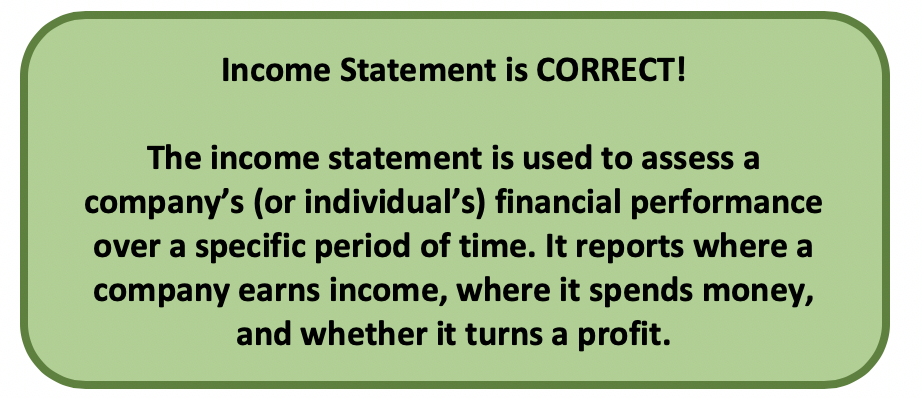 Income Statement is CORRECT!
The income statement is used to assess a
company’s (or individual’s) financial performance
over a specific period of time. It reports where a
company earns income, where it spends money,
and whether it turns a profit.